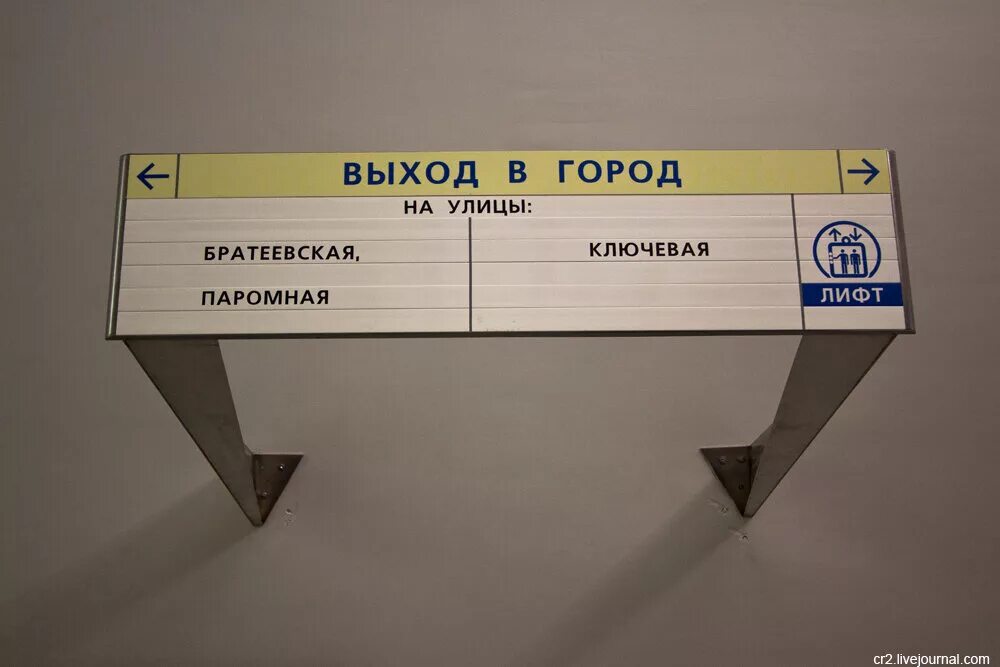 ← ВЫХОД В ГОРОД →
НА УЛИЦЫ:
БРАТЕЕВСКАЯ,
ПАРОМНАЯ
КЛЮЧЕВАЯ
ЛИФТ
cr2.livejournal.com